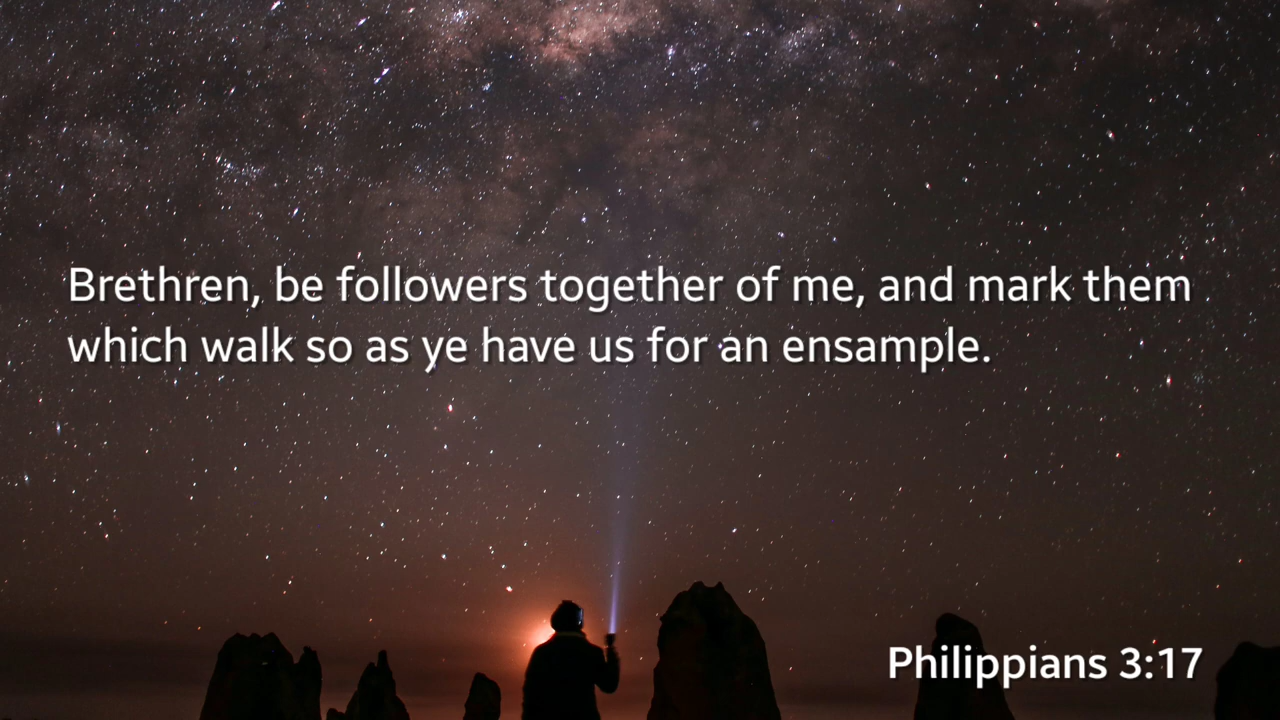 Brethren, be followers together of me, and mark them
which walk so as ye have us for an ensample.
Philippians 3:17